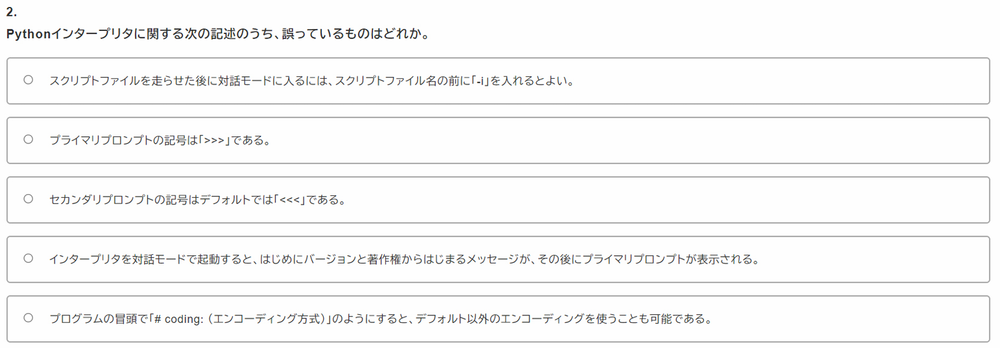 2.
Pythonインタープリタに関する次の記述のうち、誤っているものはどれか。
スクリプトファイルを走らせた後に対話モードに入るには、スクリプトファイル名の前に「-i」を入れるとよい。
プライマリプロンプトの記号は「>>>」である。
セカンダリプロンプトの記号はデフォルトでは「<<<」である。
インタープリタを対話モードで起動すると、はじめにバージョンと著作権からはじまるメッセージが、その後にプライマリプロンプトが表示される。
プログラムの冒頭で「# coding: （エンコーディング方式）」のようにすると、デフォルト以外のエンコーディングを使うことも可能である。